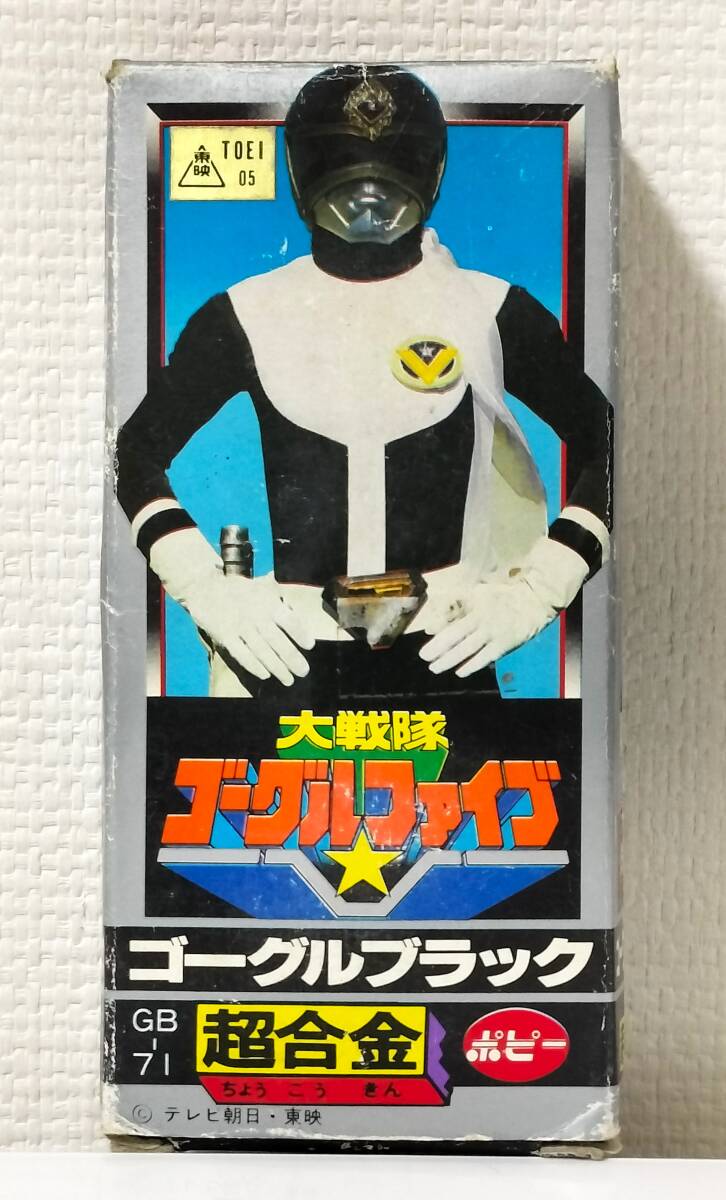 東映
TOEI
05
大戦隊
ゴーグルファイブ
ゴーグルブラック
GB
-
71
超合金
ちょうこうきん
ポピー
© テレビ朝日・東映